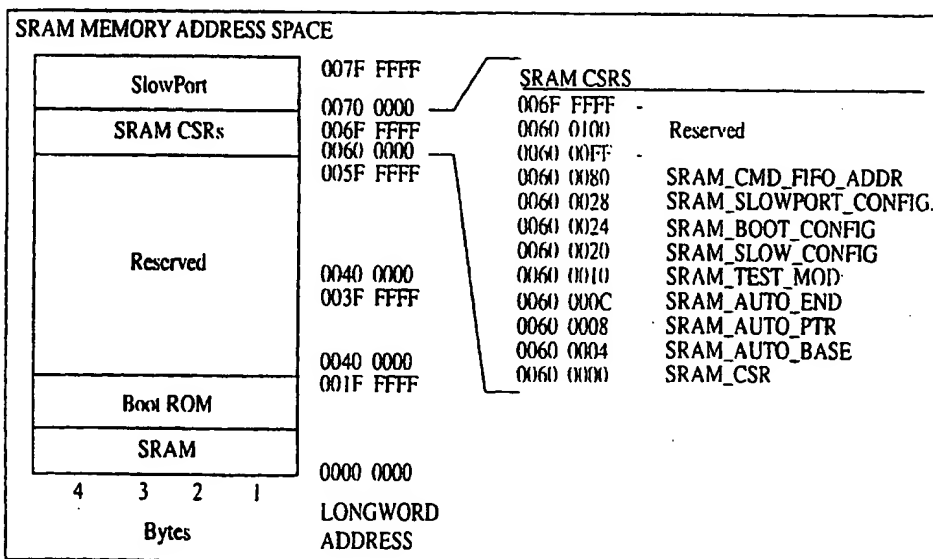 SRAM MEMORY ADDRESS SPACE
SlowPort
SRAM CSRs
Reserved
Boot ROM
SRAM
4 3 2 1
Bytes
007F FFFF
0070 0000
006F FFFF
0060 0000
005F FFFF
0040 0000
003F FFFF
0040 0000
001F FFFF
0000 0000
LONGWORD
ADDRESS
SRAM CSRS
006F FFFF -
0060 0100 Reserved
0060 00FF -
0060 0080 SRAM_CMD_FIFO_ADDR
0060 0028 SRAM_SLOWPORT_CONFIG.
0060 0024 SRAM_BOOT_CONFIG
0060 0020 SRAM_SLOW_CONFIG
0060 0010 SRAM_TEST_MOD
0060 000C SRAM_AUTO_END
0060 0008 SRAM_AUTO_PTR
0060 0004 SRAM_AUTO_BASE
0060 0000 SRAM_CSR